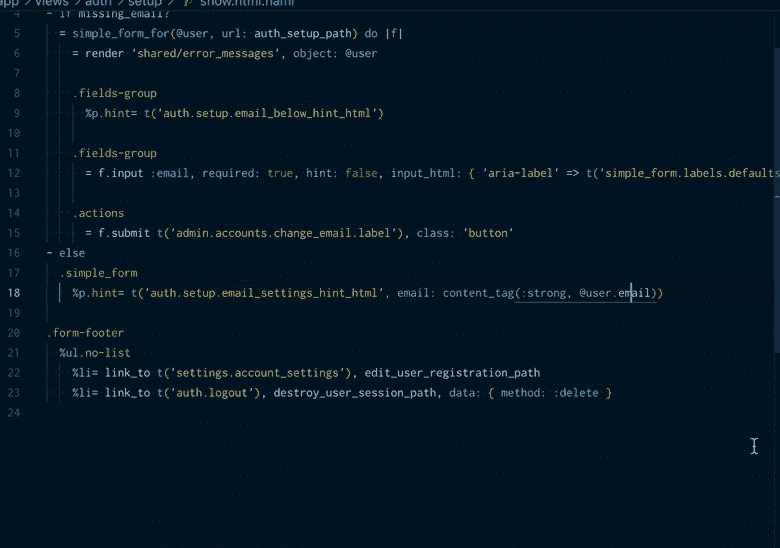 app > views > auth > setup > show.html.haml
4 - if missing_email?
5 = simple_form_for(@user, url: auth_setup_path) do |f|
6 = render 'shared/error_messages', object: @user
7
8 .fields-group
9 %p.hint= t('auth.setup.email_below_hint_html')
10
11 .fields-group
12 = f.input :email, required: true, hint: false, input_html: { 'aria-label' => t('simple_form.labels.defaults
13
14 .actions
15 = f.submit t('admin.accounts.change_email.label'), class: 'button'
16 - else
17 .simple_form
18 %p.hint= t('auth.setup.email_settings_hint_html', email: content_tag(:strong, @user.email))
19
20 .form-footer
21 %ul.no-list
22 %li= link_to t('settings.account_settings'), edit_user_registration_path
23 %li= link_to t('auth.logout'), destroy_user_session_path, data: { method: :delete }
24